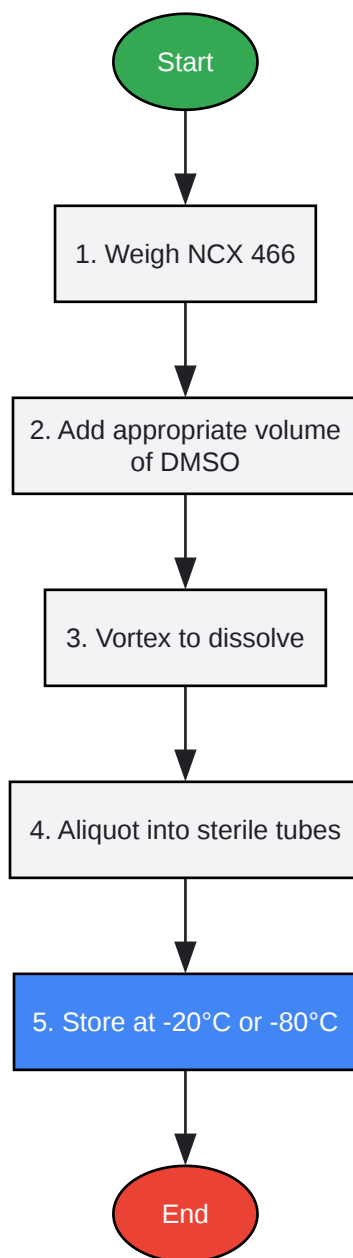 Start
1. Weigh NCX 466
2. Add appropriate volume
of DMSO
3. Vortex to dissolve
4. Aliquot into sterile tubes
5. Store at -20°C or -80°C
End